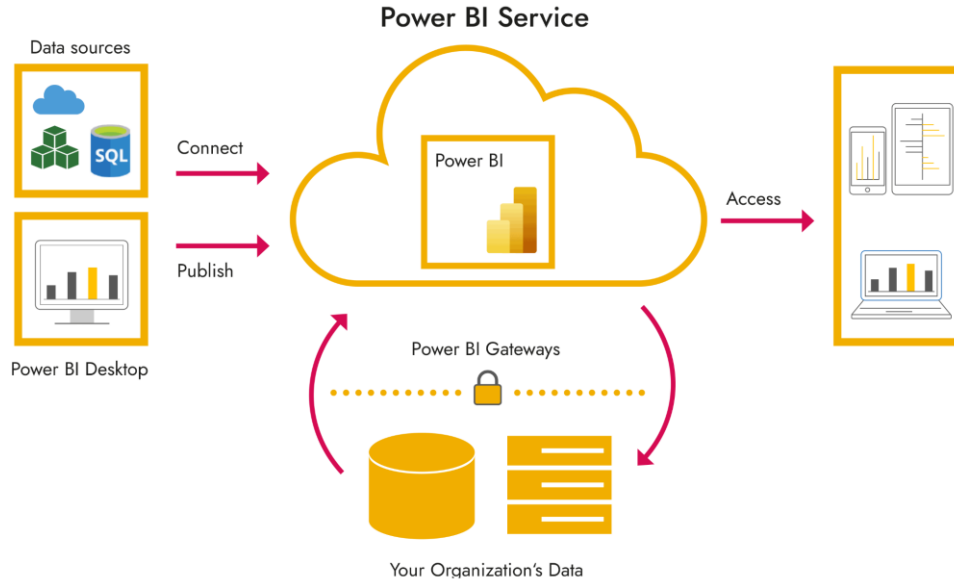 Power BI Service
Data sources
SQL
Connect
Power BI
Access
Publish
Power BI Desktop
Power BI Gateways
Your Organization's Data